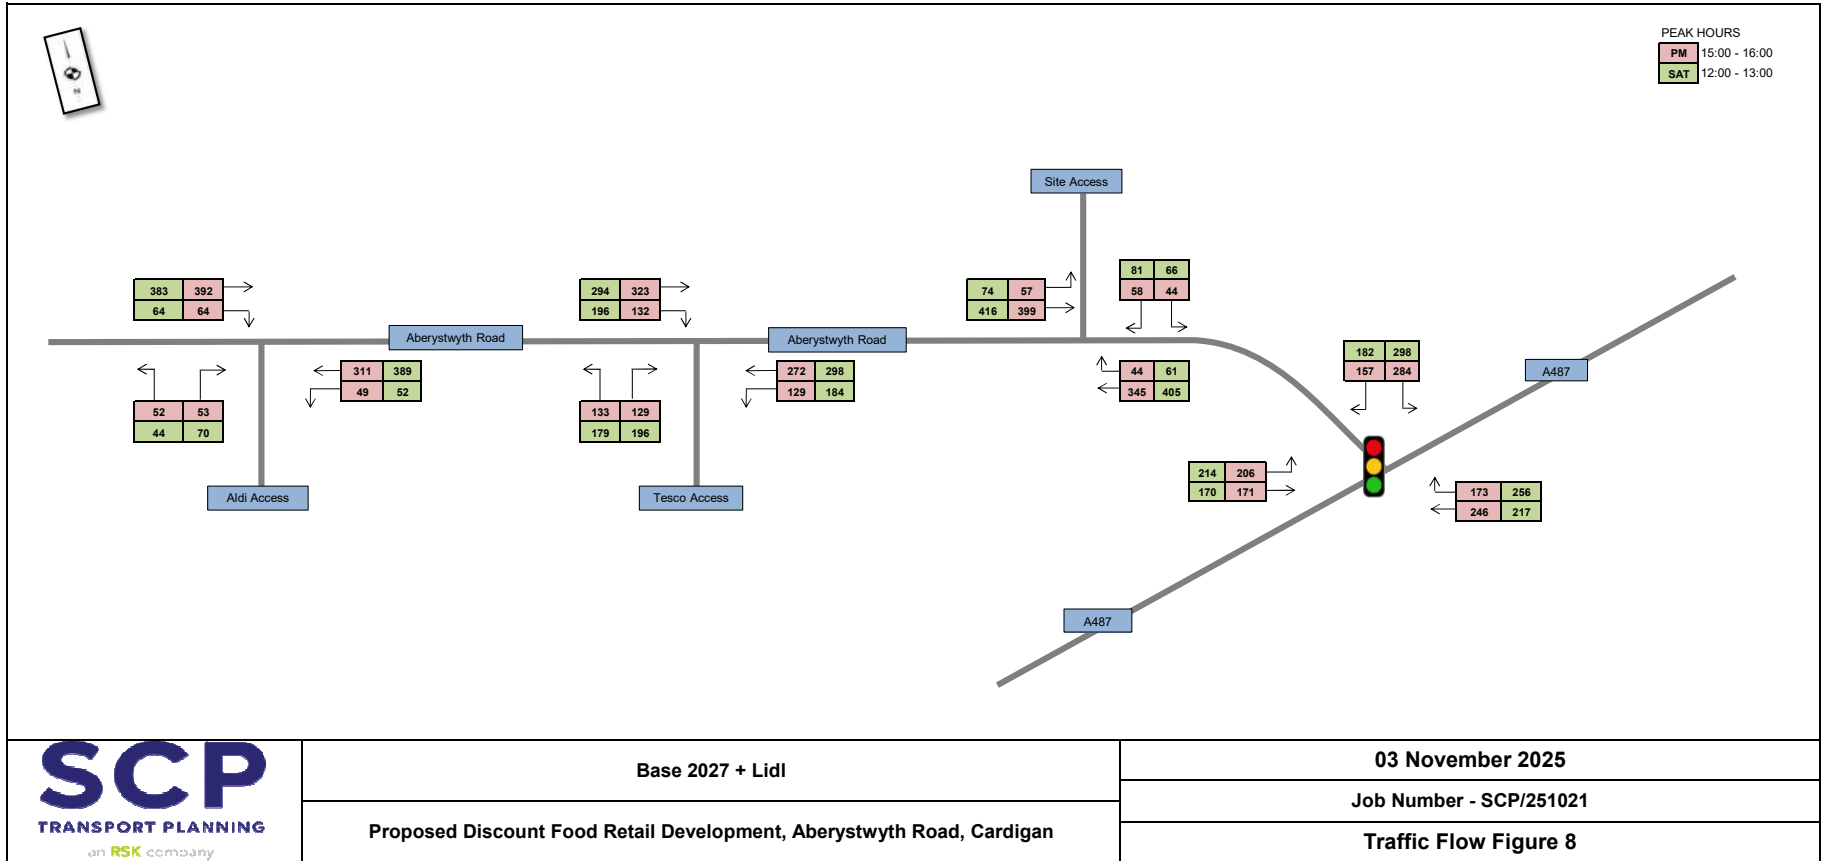 PEAK HOURS
PM 15:00 - 16:00
SAT 12:00 - 13:00
N
Site Access
81 66
58 44
383 392
64 64
294 323
196 132
74 57
416 399
Aberystwyth Road
Aberystwyth Road
182 298
157 284
A487
311 389
49 52
272 298
129 184
44 61
345 405
52 53
44 70
133 129
179 196
214 206
170 171
173 256
246 217
Aldi Access
Tesco Access
A487
SCP
TRANSPORT PLANNING
an RSK company
Base 2027 + Lidl
Proposed Discount Food Retail Development, Aberystwyth Road, Cardigan
03 November 2025
Job Number - SCP/251021
Traffic Flow Figure 8